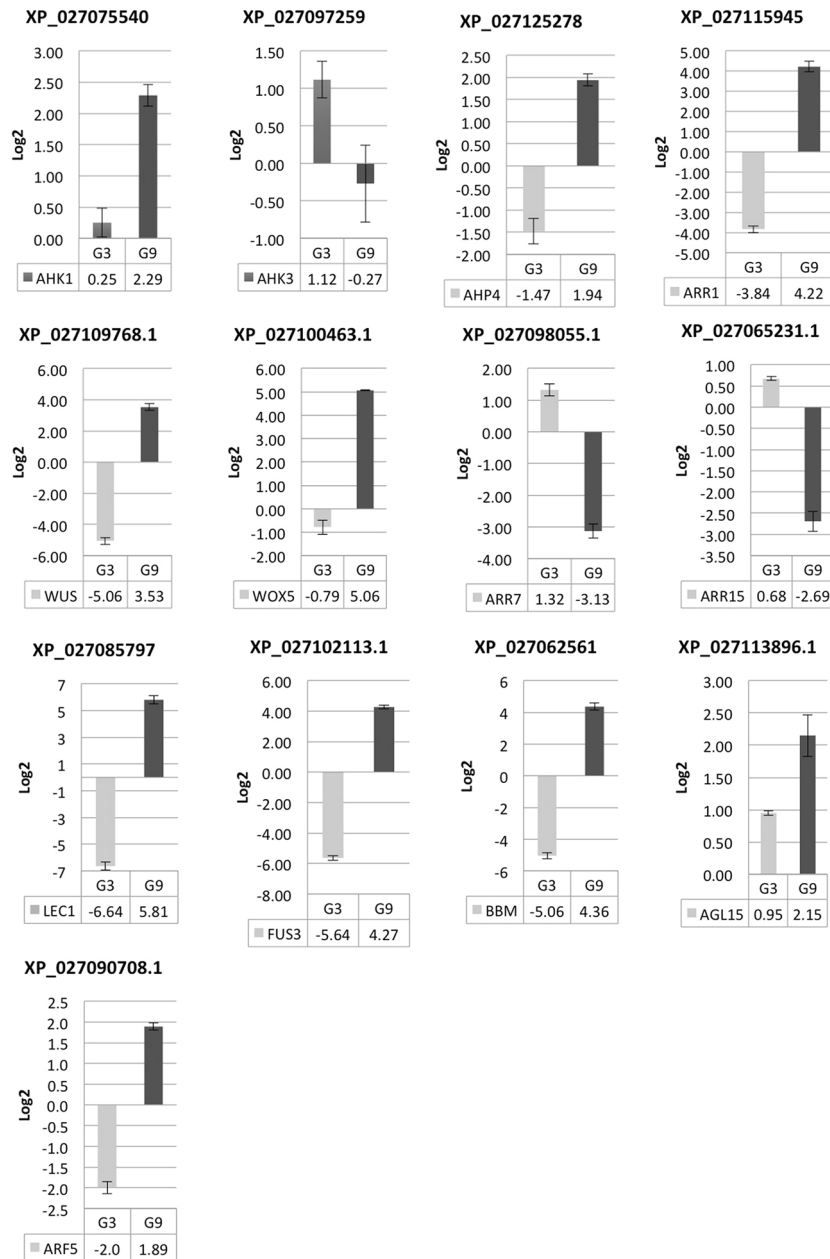 XP_027075540
3.00
2.50
2.00
1.50
1.00
0.50
0.00
Log2
G3 G9
AHK1 0.25 2.29
XP_027097259
1.50
1.00
0.50
0.00
-0.50
-1.00
Log2
G3 G9
AHK3 1.12 -0.27
XP_027125278
2.50
2.00
1.50
1.00
0.50
0.00
-0.50
-1.00
-1.50
-2.00
Log2
G3 G9
AHP4 -1.47 1.94
XP_027115945
5.00
4.00
3.00
2.00
1.00
0.00
-1.00
-2.00
-3.00
-4.00
-5.00
Log2
G3 G9
ARR1 -3.84 4.22
XP_027109768.1
6.00
4.00
2.00
0.00
-2.00
-4.00
-6.00
Log2
G3 G9
WUS -5.06 3.53
XP_027100463.1
6.00
5.00
4.00
3.00
2.00
1.00
0.00
-1.00
-2.00
Log2
G3 G9
WOX5 -0.79 5.06
XP_027098055.1
2.00
1.00
0.00
-1.00
-2.00
-3.00
-4.00
Log2
G3 G9
ARR7 1.32 -3.13
XP_027065231.1
1.00
0.50
0.00
-0.50
-1.00
-1.50
-2.00
-2.50
-3.00
-3.50
Log2
G3 G9
ARR15 0.68 -2.69
XP_027085797
7
5
3
1
-1
-3
-5
-7
Log2
G3 G9
LEC1 -6.64 5.81
XP_027102113.1
6.00
4.00
2.00
0.00
-2.00
-4.00
-6.00
-8.00
Log2
G3 G9
FUS3 -5.64 4.27
XP_027062561
6
4
2
0
-2
-4
-6
Log2
G3 G9
BBM -5.06 4.36
XP_027113896.1
3.00
2.50
2.00
1.50
1.00
0.50
0.00
Log2
G3 G9
AGL15 0.95 2.15
XP_027090708.1
2.5
2.0
1.5
1.0
0.5
0.0
-0.5
-1.0
-1.5
-2.0
-2.5
Log2
G3 G9
ARF5 -2.0 1.89